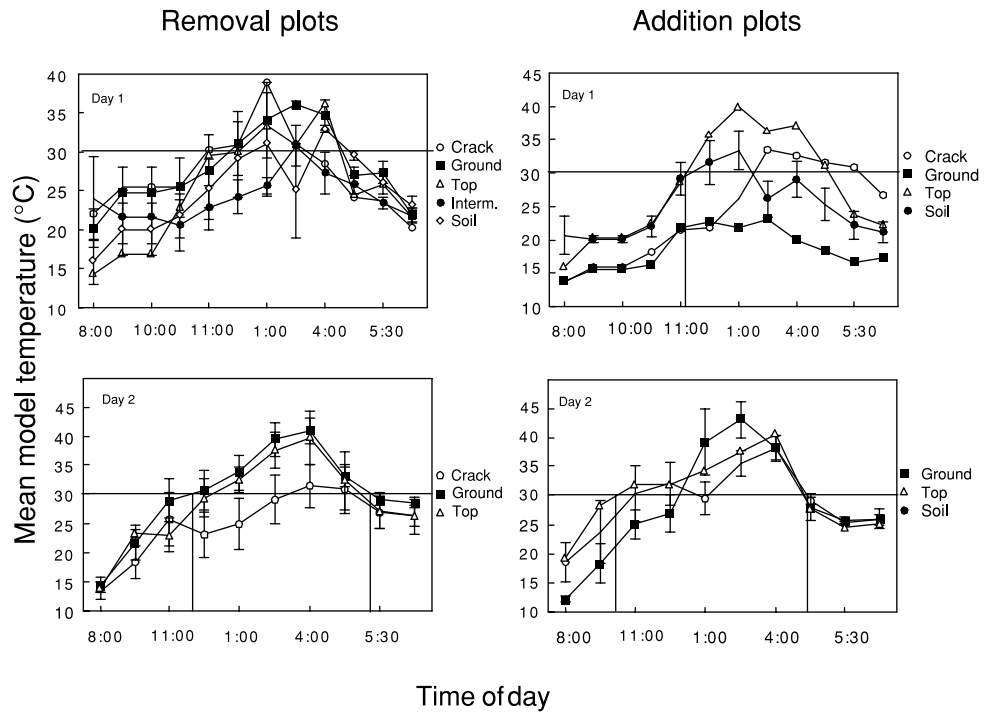 Removal plots
Addition plots
Mean model temperature (°C)
40
35
30
25
20
15
10
Day 1
8:00 10:00 11:00 1:00 4:00 5:30
Crack
Ground
Top
Interm.
Soil
45
40
35
30
25
20
15
10
Day 1
8:00 10:00 11:00 1:00 4:00 5:30
Crack
Ground
Top
Soil
45
40
35
30
25
20
15
10
Day 2
8:00 11:00 1:00 4:00 5:30
Crack
Ground
Top
45
40
35
30
25
20
15
10
Day 2
8:00 11:00 1:00 4:00 5:30
Ground
Top
Soil
Time of day